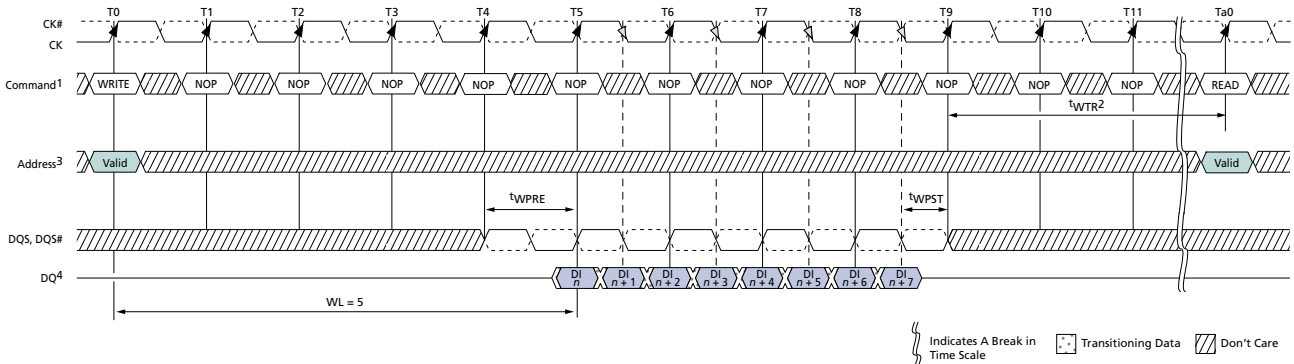 T0 T1 T2 T3 T4 T5 T6 T7 T8 T9 T10 T11 Ta0
CK#
CK
Command1 WRITE NOP NOP NOP NOP NOP NOP NOP NOP NOP NOP NOP READ
tWTR2
Address3 Valid Valid
tWPRE tWPST
DQS, DQS#
DQ4 DI n DI n + 1 DI n + 2 DI n + 3 DI n + 4 DI n + 5 DI n + 6 DI n + 7
WL = 5
Indicates A Break in
Time Scale
Transitioning Data
Don't Care